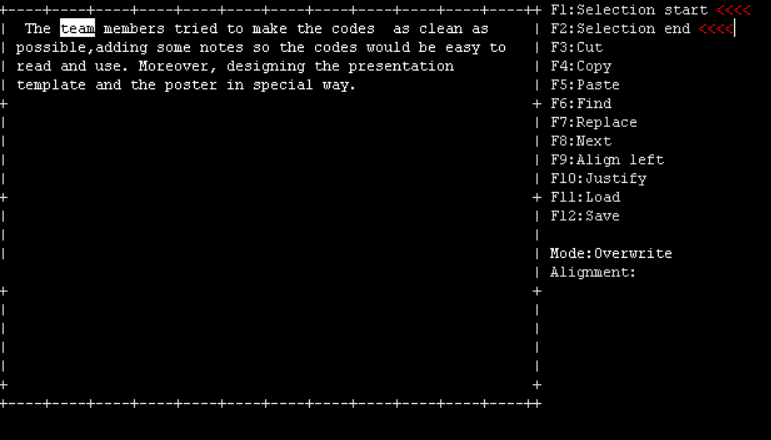 The team members tried to make the codes  as clean as
possible,adding some notes so the codes would be easy to
read and use. Moreover, designing the presentation
template and the poster in special way.
F1:Selection start <<<<
F2:Selection end <<<<
F3:Cut
F4:Copy
F5:Paste
F6:Find
F7:Replace
F8:Next
F9:Align left
F10:Justify
F11:Load
F12:Save
Mode:Overwrite
Alignment: